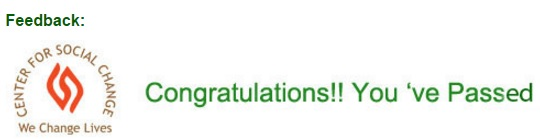 Feedback:
CENTER FOR SOCIAL CHANGE
We Change Lives
Congratulations!! You ‘ve Passed